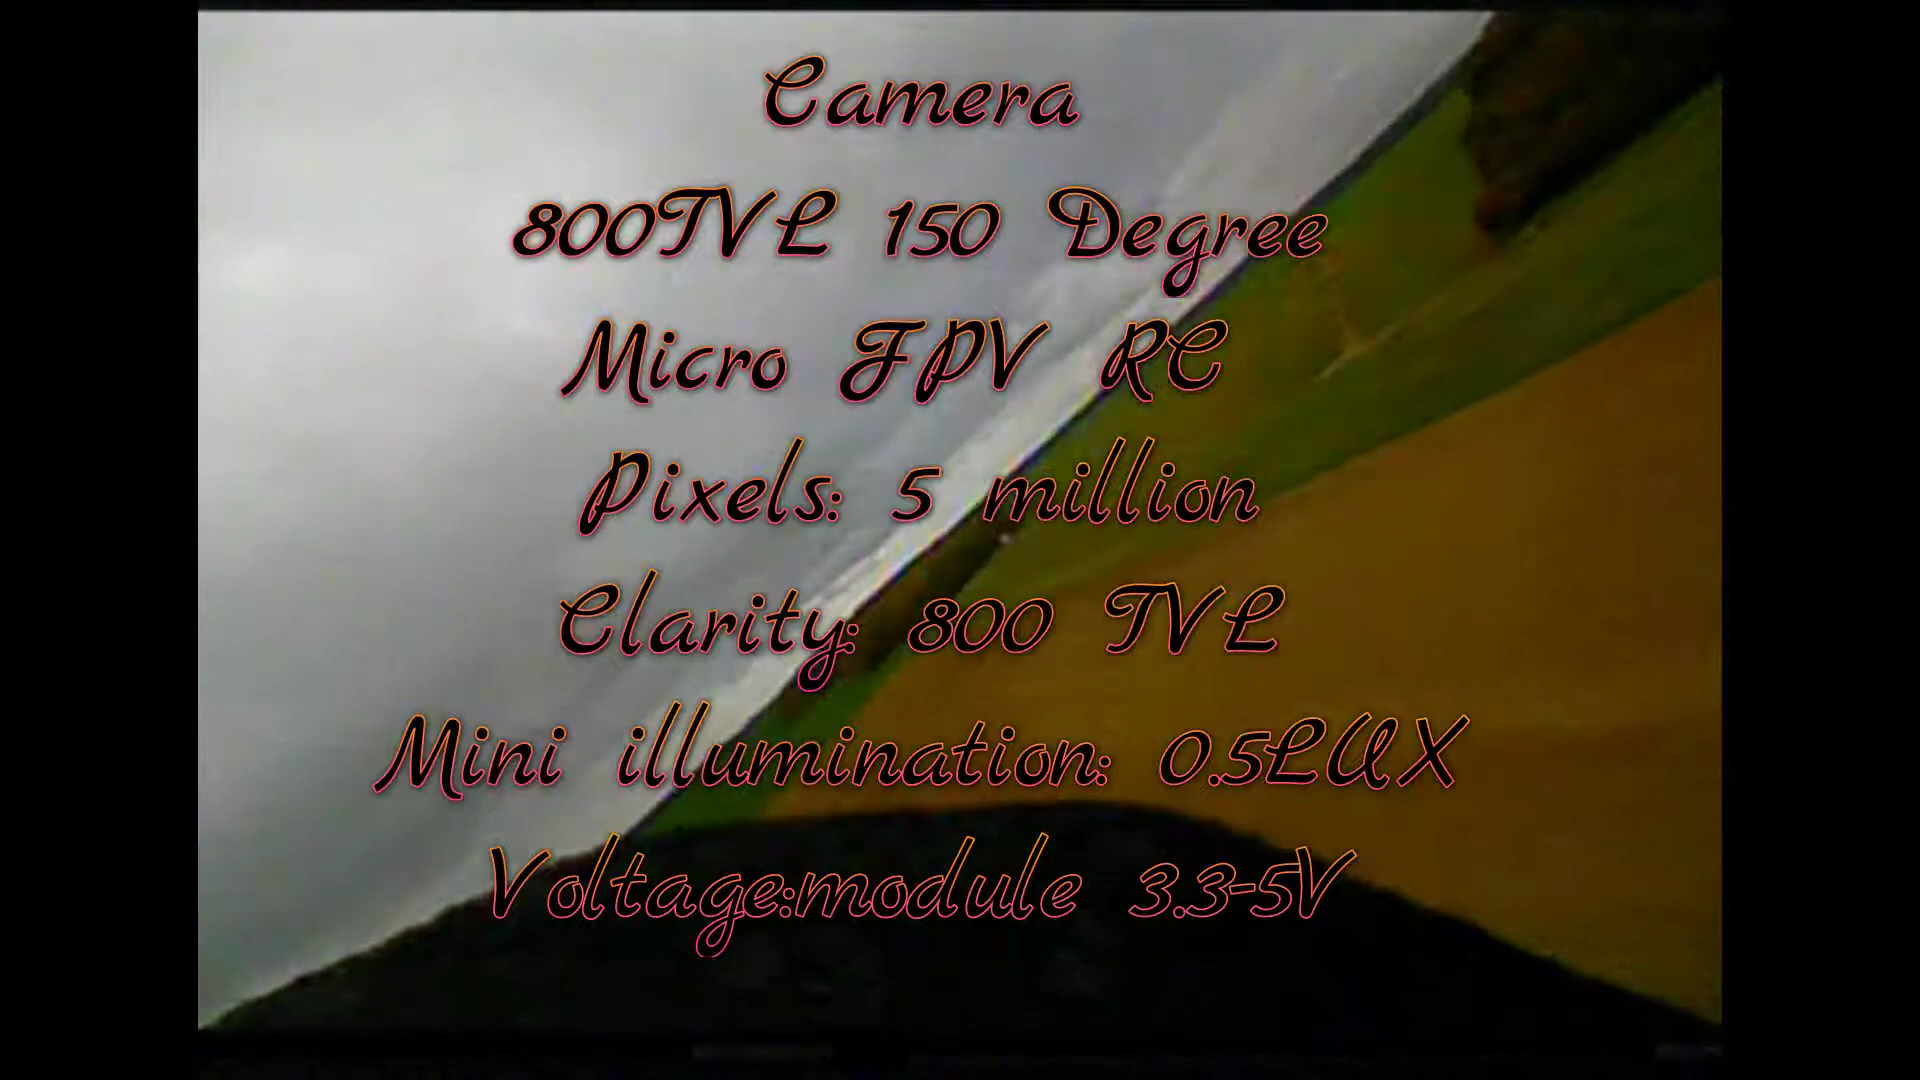 Camera
800TVL 150 Degree
Micro FPV RC
Pixels: 5 million
Clarity: 800 TVL
Mini illumination: 0.5LUX
Voltage:module 3.3-5V